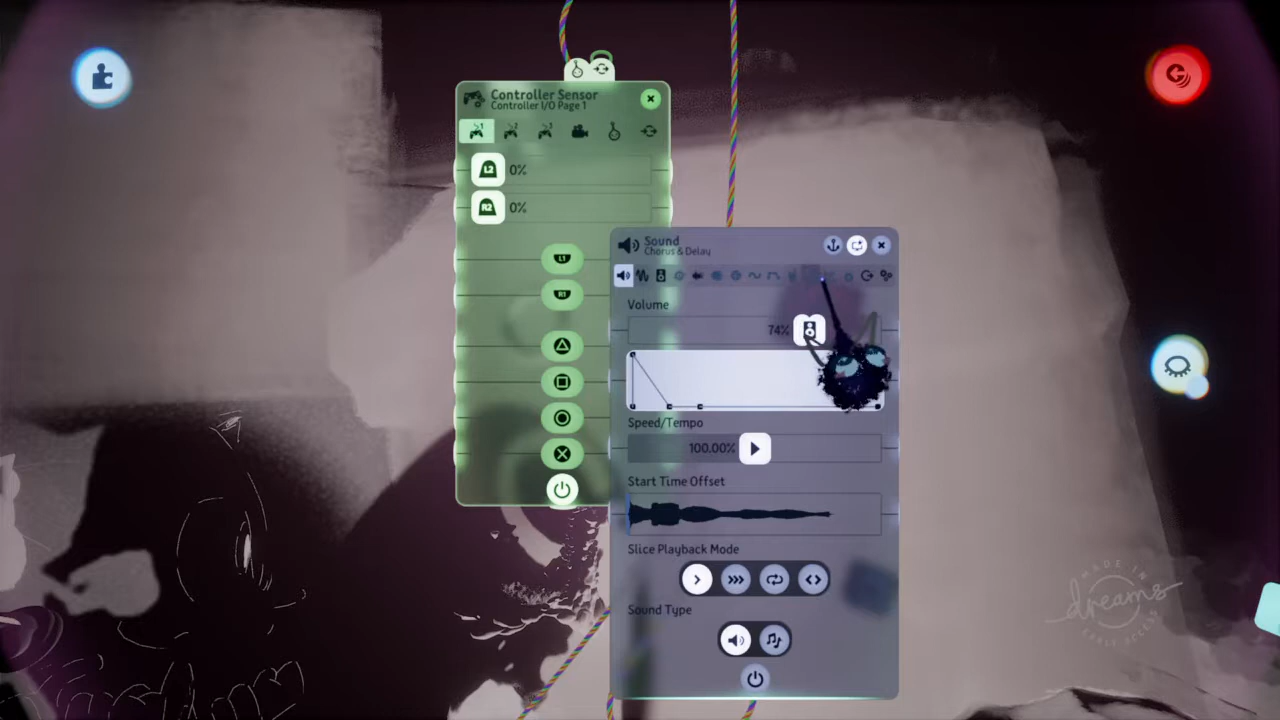 Controller Sensor
Controller I/O Page 1
L2 0%
R2 0%
L1
R1
Sound
Chorus & Delay
Volume
74%
Speed/Tempo
100.00%
Start Time Offset
Slice Playback Mode
Sound Type
MADE IN
dreams
EARLY ACCESS